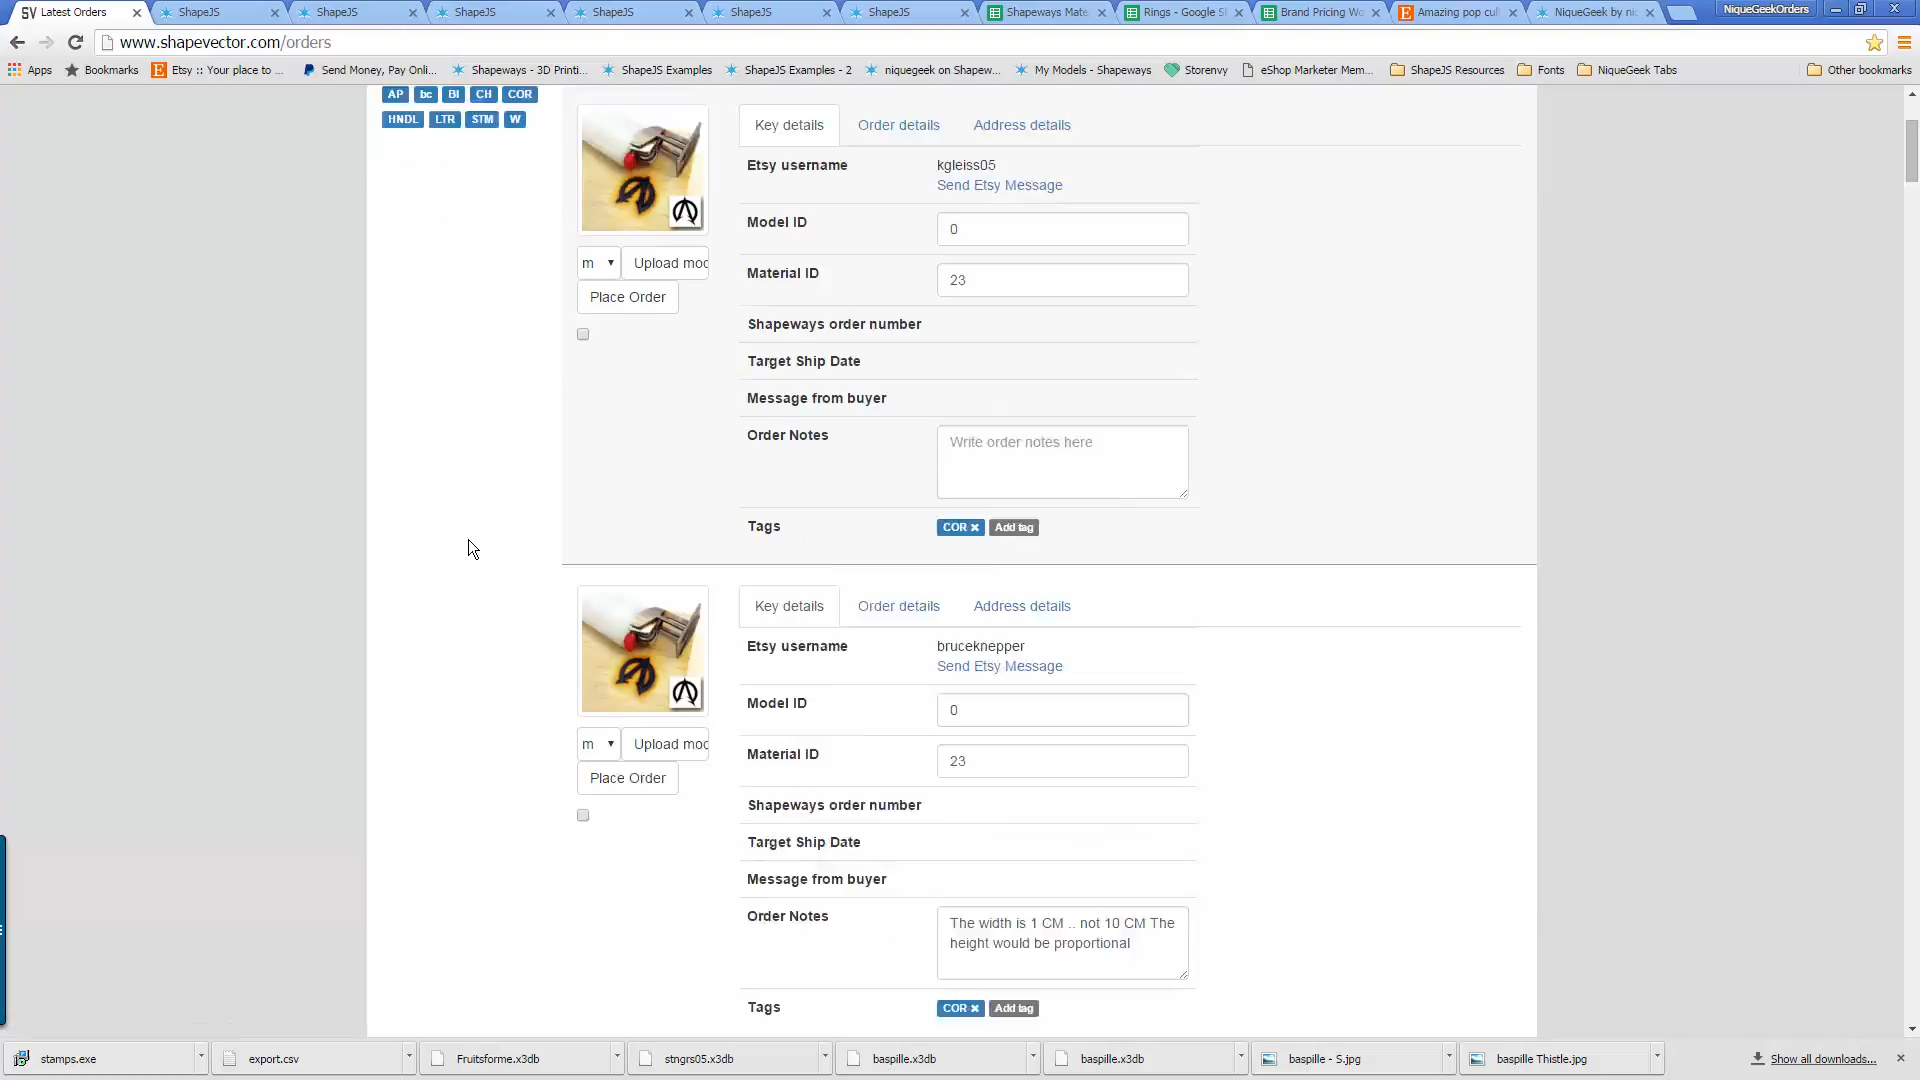 Latest Orders
ShapeJS
ShapeJS
ShapeJS
ShapeJS
ShapeJS
ShapeJS
Shapeways Mate
Rings - Google S
Brand Pricing Wo
Amazing pop cul
NiqueGeek by ni
NiqueGeekOrders
www.shapevector.com/orders
Apps
Bookmarks
Etsy :: Your place to ...
Send Money, Pay Onli...
Shapeways - 3D Printi...
ShapeJS Examples
ShapeJS Examples - 2
niquegeek on Shapew...
My Models - Shapeways
Storenvy
eShop Marketer Mem...
ShapeJS Resources
Fonts
NiqueGeek Tabs
Other bookmarks
AP bc BI CH COR
HNDL LTR STM W
Key details Order details Address details
Etsy username kgleiss05
Send Etsy Message
Model ID 0
m Upload mod
Material ID 23
Place Order
Shapeways order number
Target Ship Date
Message from buyer
Order Notes Write order notes here
Tags COR ✖ Add tag
Key details Order details Address details
Etsy username bruceknepper
Send Etsy Message
Model ID 0
m Upload mod
Material ID 23
Place Order
Shapeways order number
Target Ship Date
Message from buyer
Order Notes The width is 1 CM .. not 10 CM The
height would be proportional
Tags COR ✖ Add tag
stamps.exe
export.csv
Fruitsforme.x3db
stngrs05.x3db
baspille.x3db
baspille.x3db
baspille - S.jpg
baspille Thistle.jpg
Show all downloads...